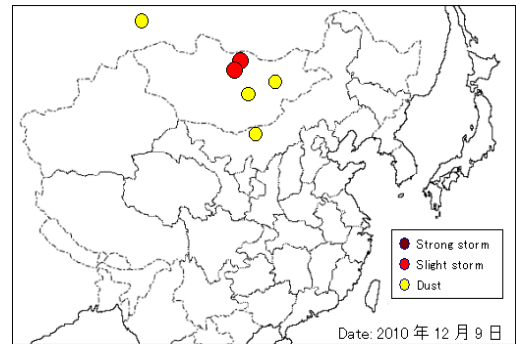 Strong storm
Slight storm
Dust
Date: 2010 年 12 月 9 日